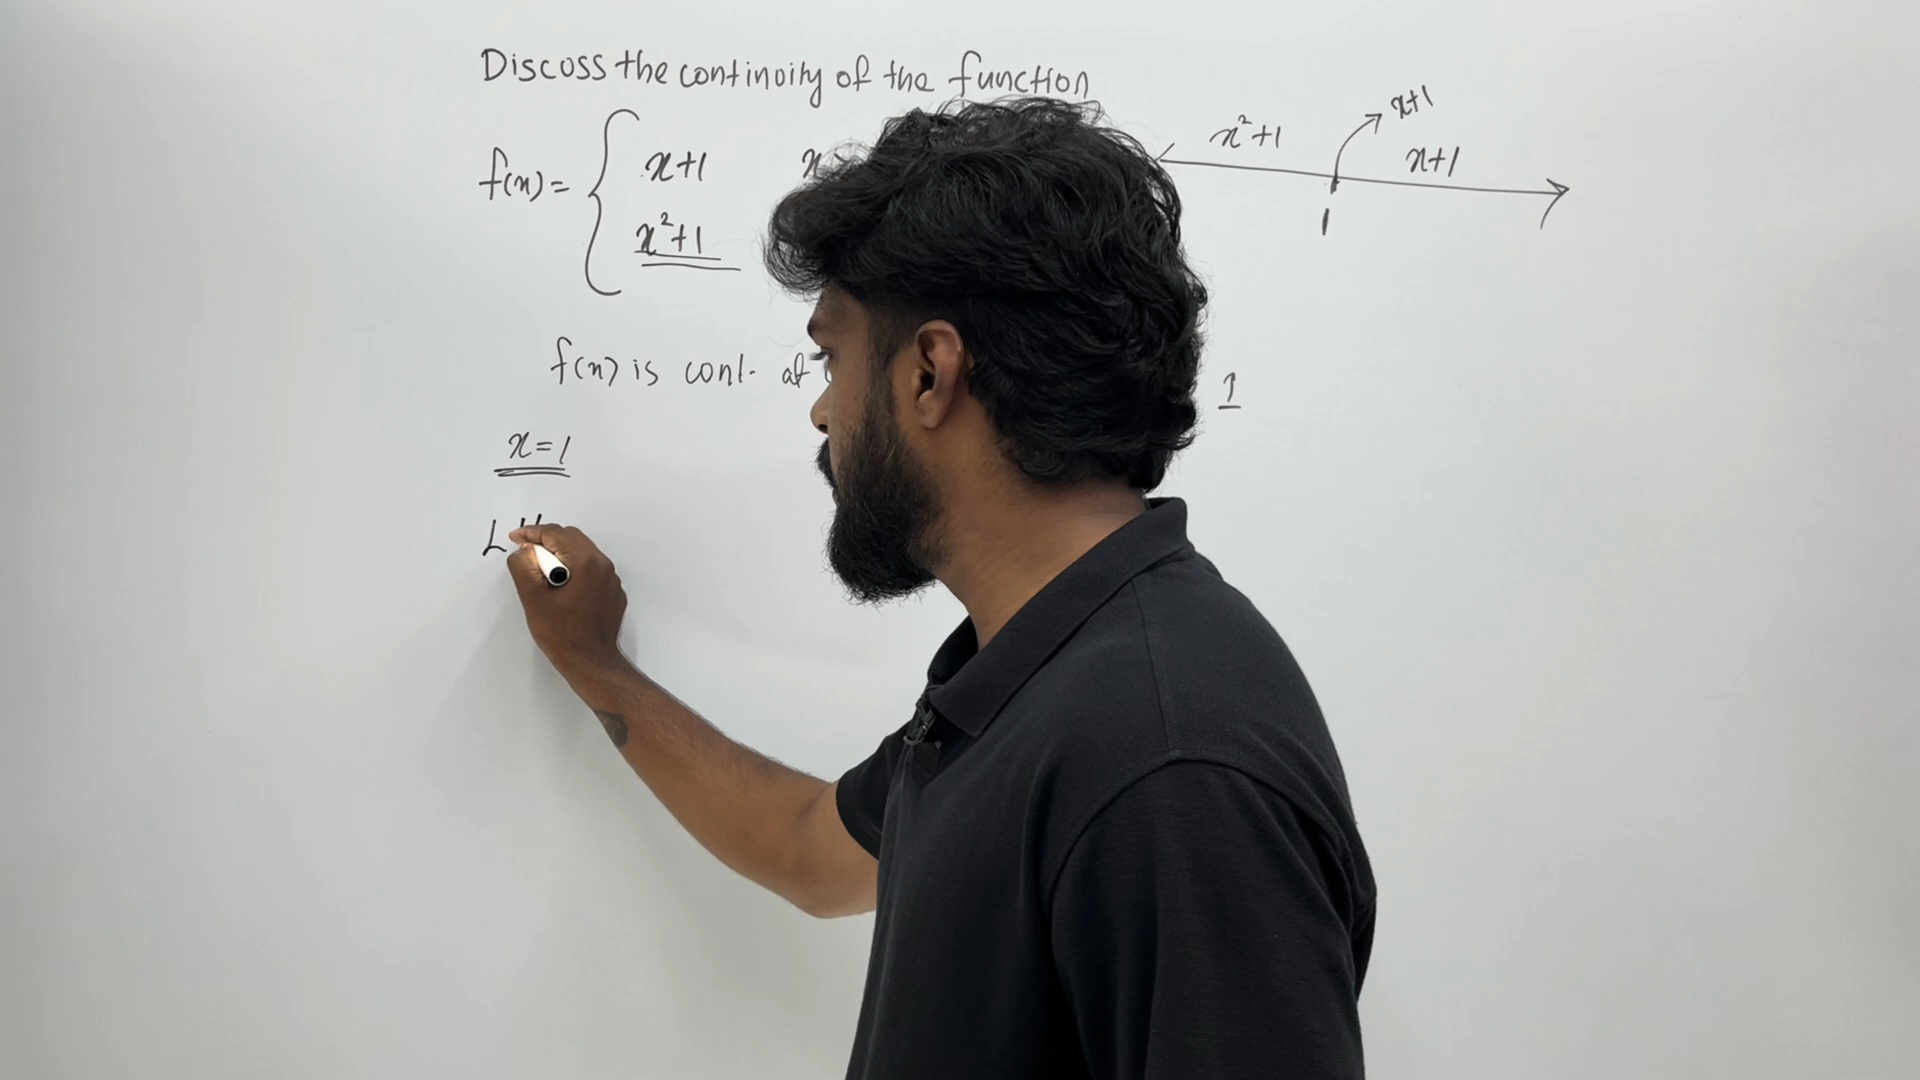 Discuss the continuity of the function
f(x) = { x+1 x
x²+1
x²+1
x+1
x+1
1
f(x) is cont. at
1
x=1
LH